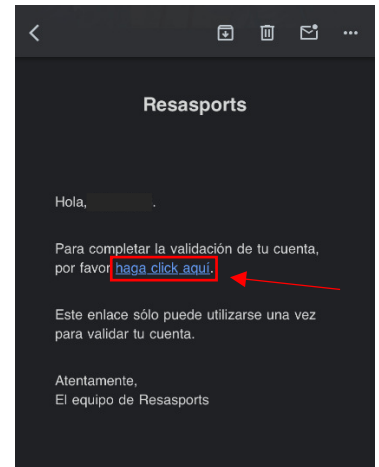 Resasports
Hola, .
Para completar la validación de tu cuenta,
por favor haga click aquí.
Este enlace sólo puede utilizarse una vez
para validar tu cuenta.
Atentamente,
El equipo de Resasports